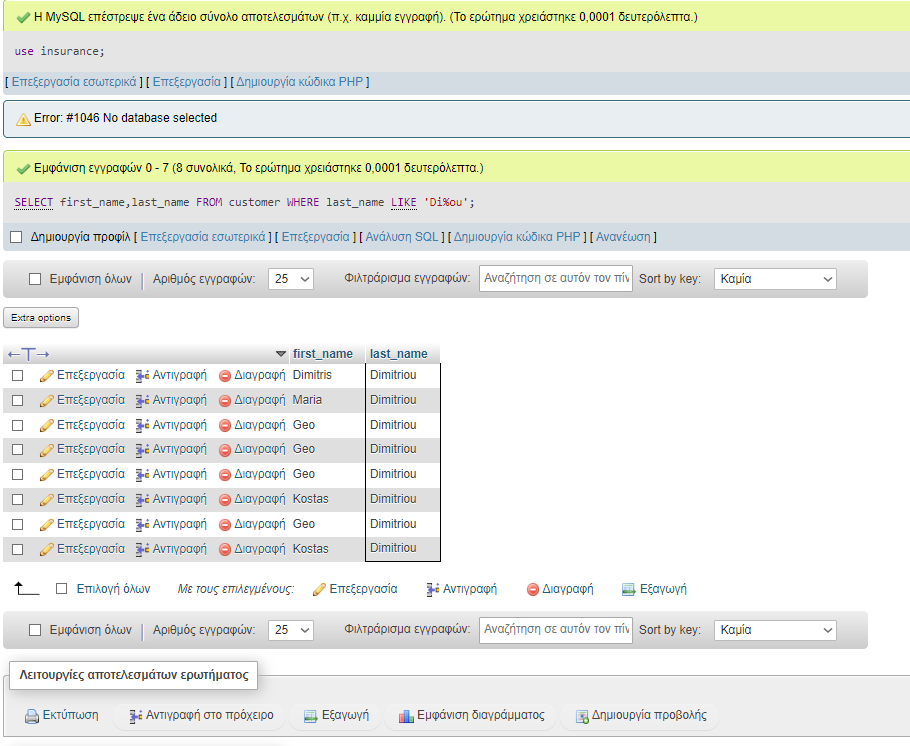 Η MySQL επέστρεψε ένα άδειο σύνολο αποτελεσμάτων (π.χ. καμμία εγγραφή). (Το ερώτημα χρειάστηκε 0,0001 δευτερόλεπτα.)
use insurance;
[ Επεξεργασία εσωτερικά ] [ Επεξεργασία ] [ Δημιουργία κώδικα PHP ]
Error: #1046 No database selected
Εμφάνιση εγγραφών 0 - 7 (8 συνολικά, Το ερώτημα χρειάστηκε 0,0001 δευτερόλεπτα.)
SELECT first_name,last_name FROM customer WHERE last_name LIKE 'Di%ou';
Δημιουργία προφίλ [ Επεξεργασία εσωτερικά ] [ Επεξεργασία ] [ Ανάλυση SQL ] [ Δημιουργία κώδικα PHP ] [ Ανανέωση ]
Εμφάνιση όλων | Αριθμός εγγραφών: 25 Φιλτράρισμα εγγραφών: Αναζήτηση σε αυτόν τον πίν Sort by key: Καμία
Extra options
←T→ first_name last_name
Επεξεργασία Αντιγραφή Διαγραφή Dimitris Dimitriou
Επεξεργασία Αντιγραφή Διαγραφή Maria Dimitriou
Επεξεργασία Αντιγραφή Διαγραφή Geo Dimitriou
Επεξεργασία Αντιγραφή Διαγραφή Geo Dimitriou
Επεξεργασία Αντιγραφή Διαγραφή Geo Dimitriou
Επεξεργασία Αντιγραφή Διαγραφή Kostas Dimitriou
Επεξεργασία Αντιγραφή Διαγραφή Geo Dimitriou
Επεξεργασία Αντιγραφή Διαγραφή Kostas Dimitriou
Επιλογή όλων Με τους επιλεγμένους: Επεξεργασία Αντιγραφή Διαγραφή Εξαγωγή
Εμφάνιση όλων | Αριθμός εγγραφών: 25 Φιλτράρισμα εγγραφών: Αναζήτηση σε αυτόν τον πίν Sort by key: Καμία
Λειτουργίες αποτελεσμάτων ερωτήματος
Εκτύπωση Αντιγραφή στο πρόχειρο Εξαγωγή Εμφάνιση διαγράμματος Δημιουργία προβολής